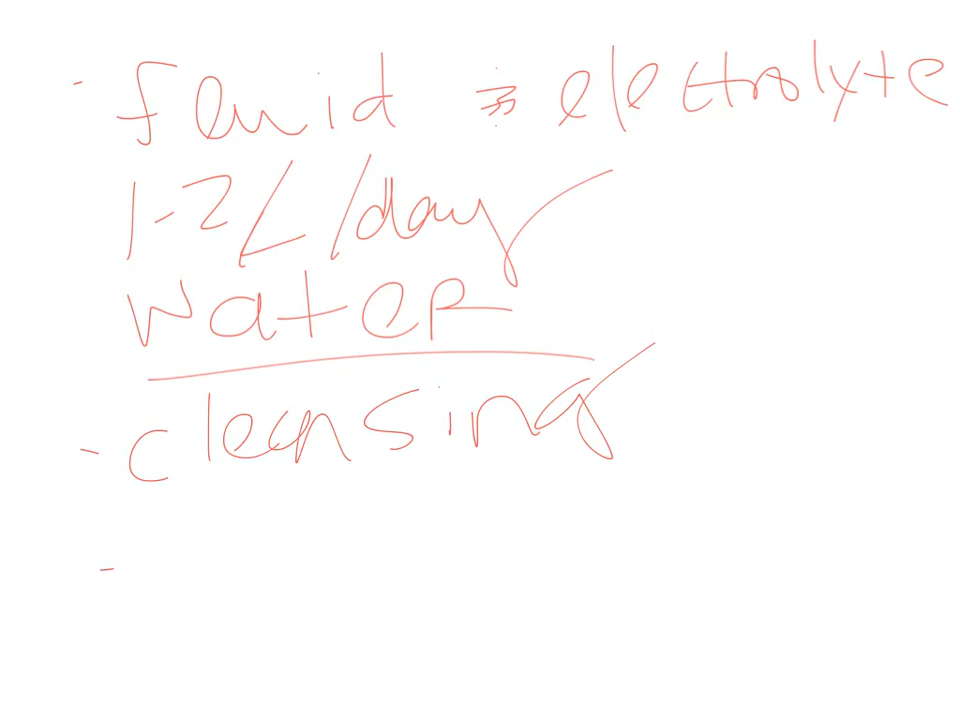 - fluid & electrolyte
1-2L/day
water
- cleansing
-